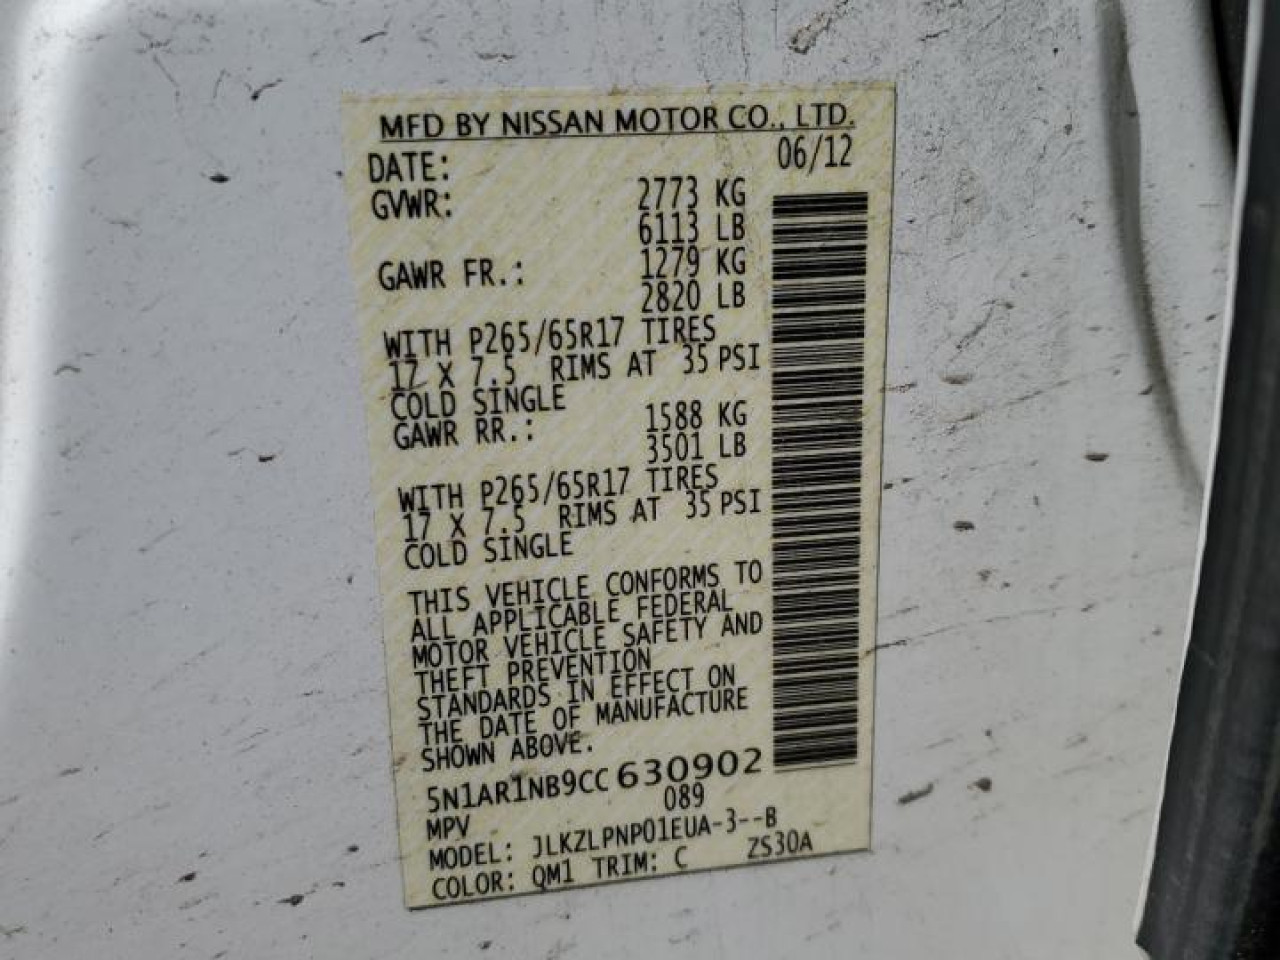 MFD BY NISSAN MOTOR CO., LTD.
DATE: 06/12
GVWR: 2773 KG
6113 LB
GAWR FR.: 1279 KG
2820 LB
WITH P265/65R17 TIRES
17 X 7.5 RIMS AT 35 PSI
COLD SINGLE
GAWR RR.: 1588 KG
3501 LB
WITH P265/65R17 TIRES
17 X 7.5 RIMS AT 35 PSI
COLD SINGLE
THIS VEHICLE CONFORMS TO
ALL APPLICABLE FEDERAL
MOTOR VEHICLE SAFETY AND
THEFT PREVENTION
STANDARDS IN EFFECT ON
THE DATE OF MANUFACTURE
SHOWN ABOVE.
5N1AR1NB9CC 630902
MPV 089
MODEL: JLKZLPNP01EUA-3--B
COLOR: QM1 TRIM: C ZS30A